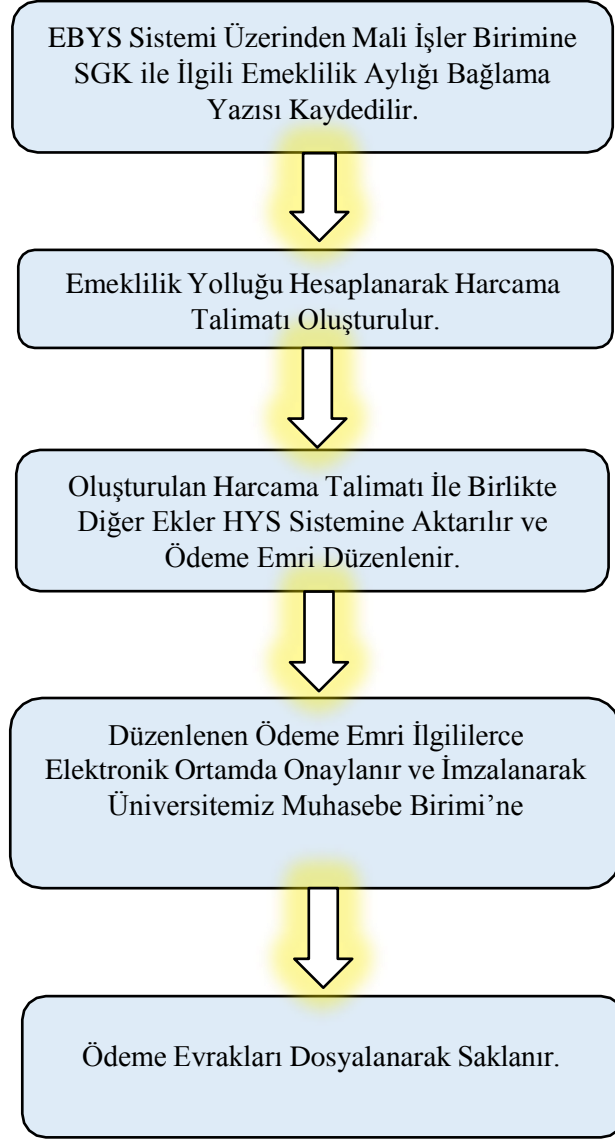 EBYS Sistemi Üzerinden Mali İşler Birimine
SGK ile İlgili Emeklilik Aylığı Bağlama
Yazısı Kaydedilir.
Emeklilik Yolluğu Hesaplanarak Harcama
Talimatı Oluşturulur.
Oluşturulan Harcama Talimatı İle Birlikte
Diğer Ekler HYS Sistemine Aktarılır ve
Ödeme Emri Düzenlenir.
Düzenlenen Ödeme Emri İlgililerce
Elektronik Ortamda Onaylanır ve İmzalanarak
Üniversitemiz Muhasebe Birimi’ne
Ödeme Evrakları Dosyalanarak Saklanır.